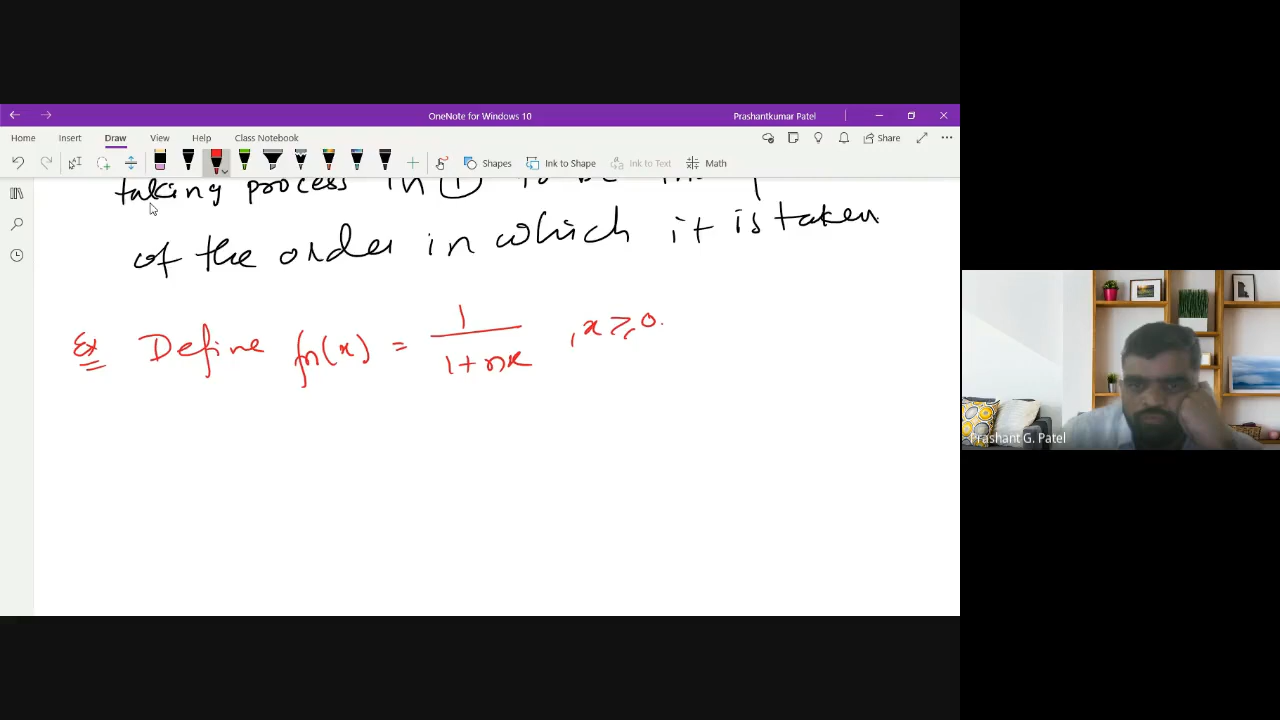 OneNote for Windows 10
Prashantkumar Patel
Home Insert Draw View Help Class Notebook Share
Shapes Ink to Shape Ink to Text Math
taking process in ①
of the order in which it is taken
Ex Define fn(x) = 1/(1+nx) , x ≥ 0.
Prashant G. Patel